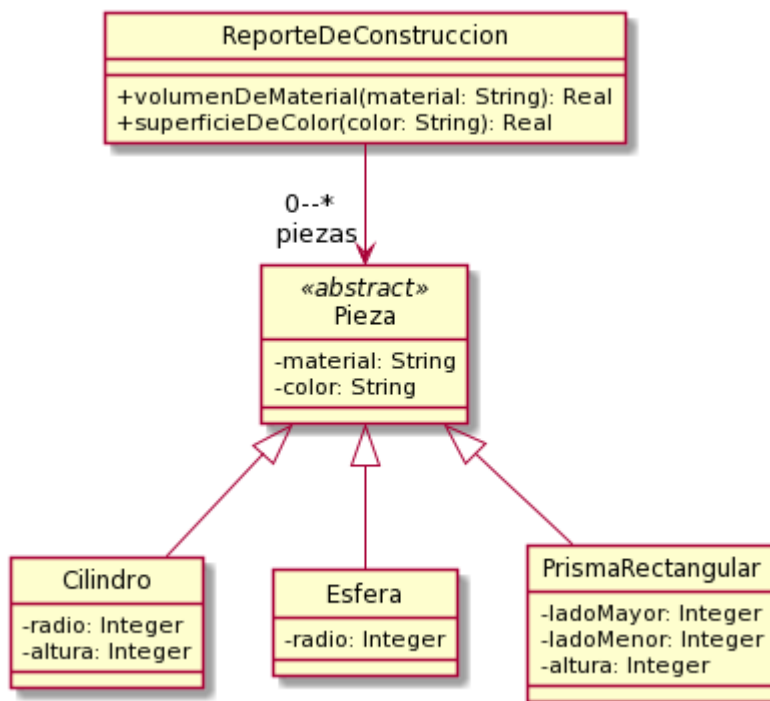 ReporteDeConstruccion
+volumenDeMaterial(material: String): Real
+superficieDeColor(color: String): Real
0--*
piezas
«abstract»
Pieza
-material: String
-color: String
Cilindro
-radio: Integer
-altura: Integer
Esfera
-radio: Integer
PrismaRectangular
-ladoMayor: Integer
-ladoMenor: Integer
-altura: Integer